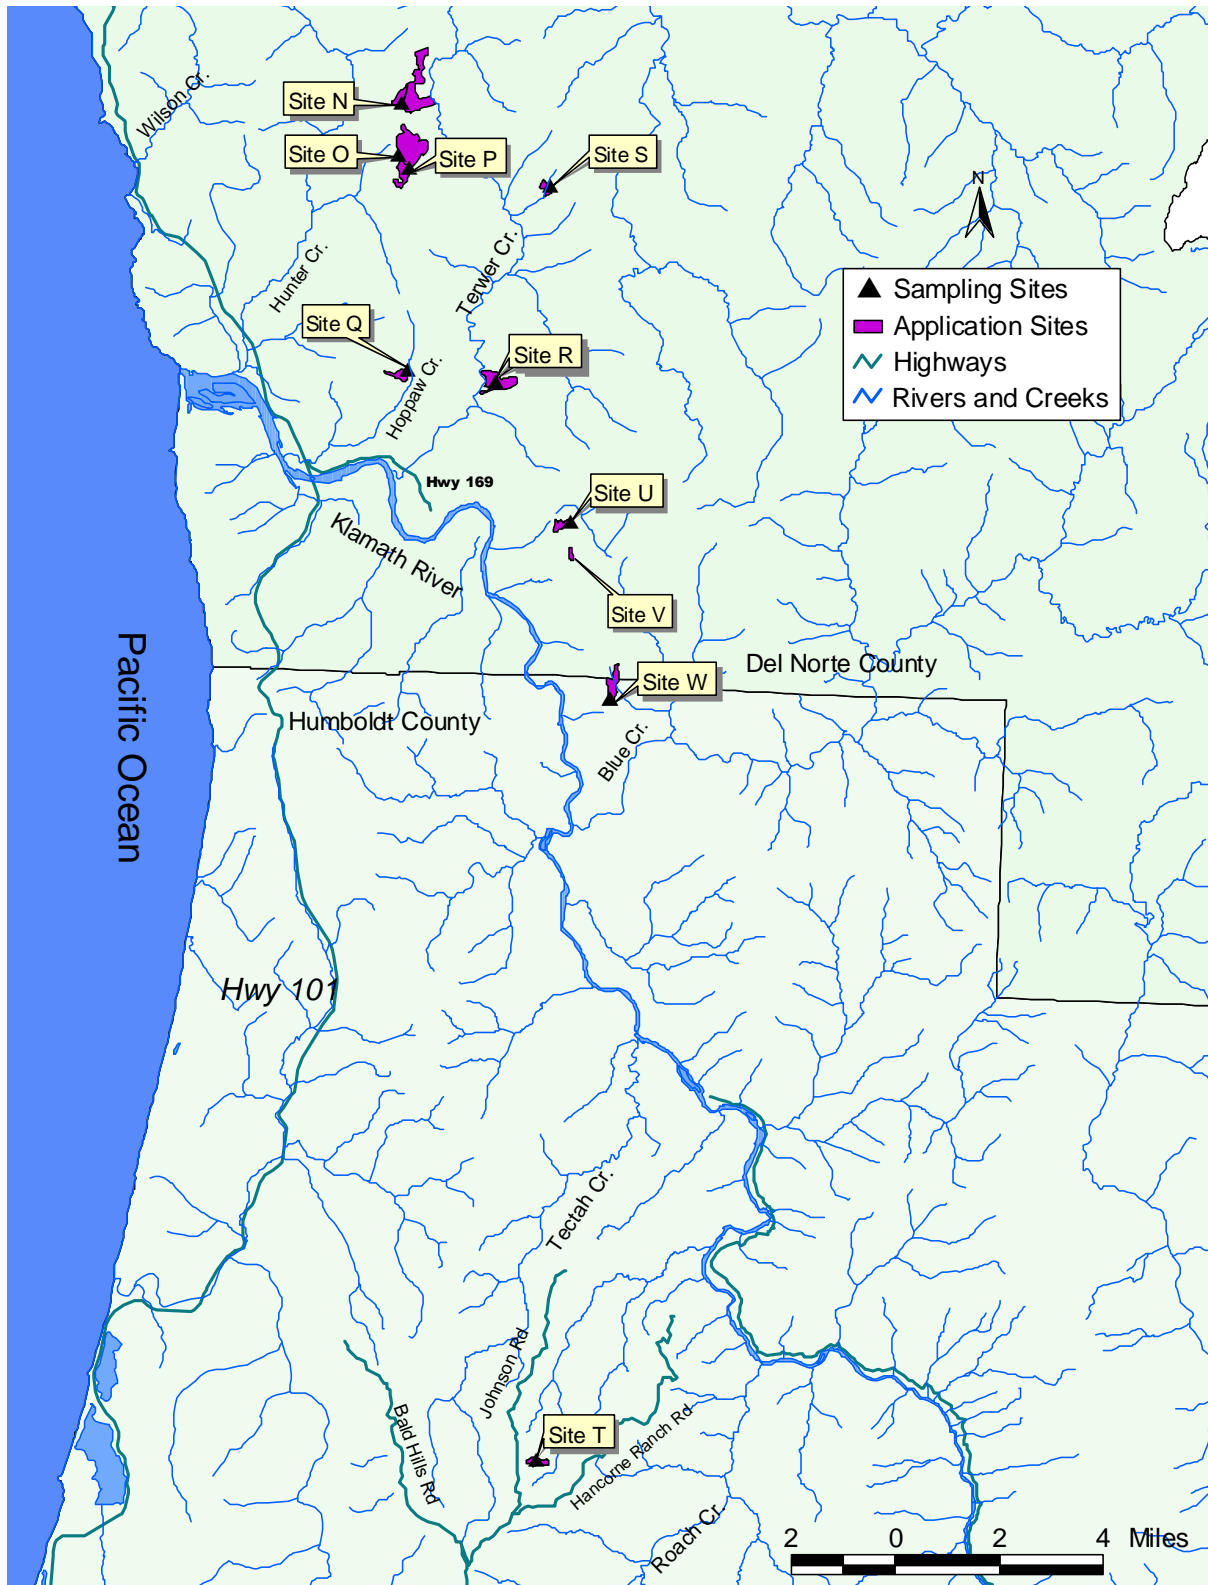 Wilson Cr.
Site N
Site O
Site P
Site S
N
Hunter Cr.
Terwer Cr.
Sampling Sites
Application Sites
Highways
Rivers and Creeks
Site Q
Site R
Hoppaw Cr.
Hwy 169
Site U
Klamath River
Site V
Pacific Ocean
Del Norte County
Site W
Humboldt County
Blue Cr.
Hwy 101
Tectah Cr.
Johnson Rd
Bald Hills Rd
Site T
Hancorne Ranch Rd
Roach Cr.
2 0 2 4 Miles